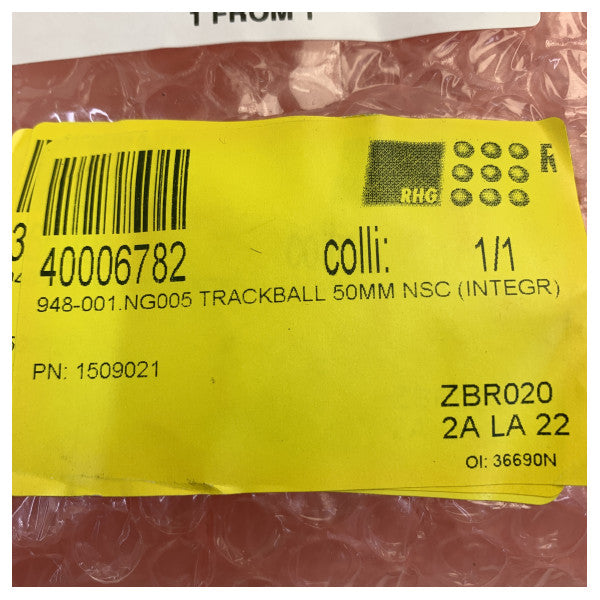 1 FROM 1
RHG
40006782 colli: 1/1
948-001.NG005 TRACKBALL 50MM NSC (INTEGR)
PN: 1509021
ZBR020
2A LA 22
OI: 36690N